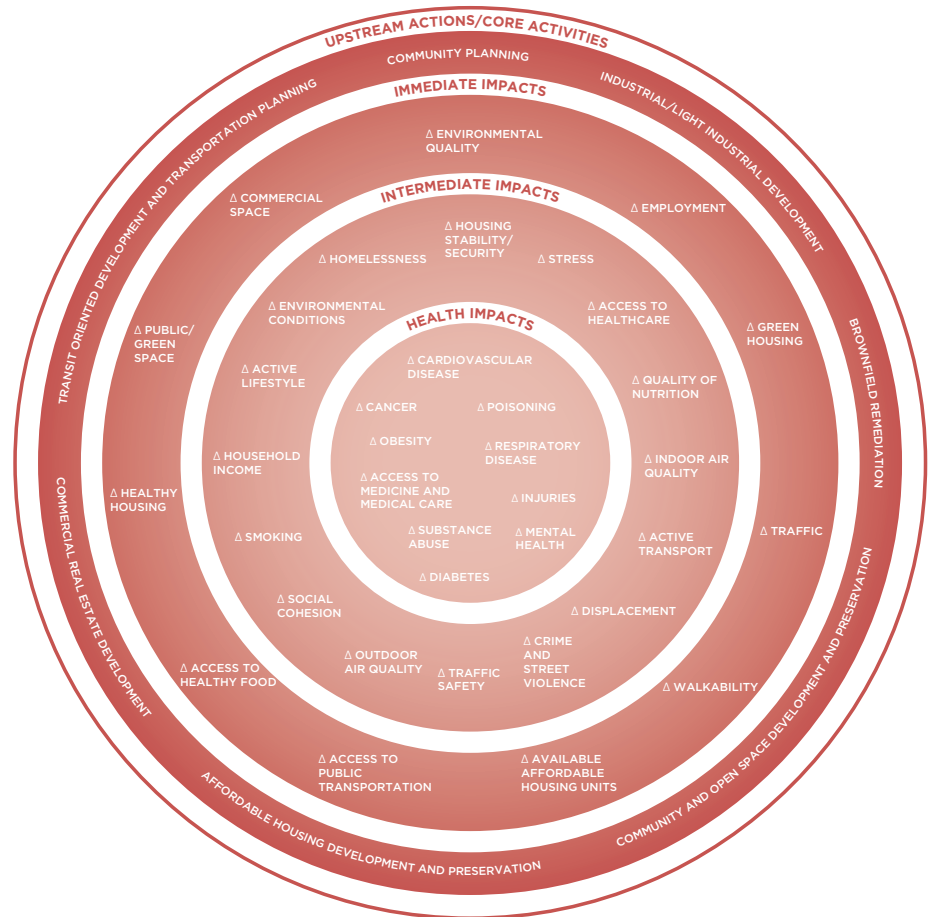 UPSTREAM ACTIONS/CORE ACTIVITIES
COMMUNITY PLANNING
INDUSTRIAL/LIGHT INDUSTRIAL DEVELOPMENT
BROWNFIELD REMEDIATION
COMMUNITY AND OPEN SPACE DEVELOPMENT AND PRESERVATION
AFFORDABLE HOUSING DEVELOPMENT AND PRESERVATION
COMMERCIAL REAL ESTATE DEVELOPMENT
TRANSIT ORIENTED DEVELOPMENT AND TRANSPORTATION PLANNING
IMMEDIATE IMPACTS
Δ ENVIRONMENTAL
QUALITY
Δ EMPLOYMENT
Δ GREEN
HOUSING
Δ TRAFFIC
Δ WALKABILITY
Δ AVAILABLE
AFFORDABLE
HOUSING UNITS
Δ ACCESS TO
PUBLIC
TRANSPORTATION
Δ ACCESS TO
HEALTHY FOOD
Δ HEALTHY
HOUSING
Δ PUBLIC/
GREEN
SPACE
Δ COMMERCIAL
SPACE
INTERMEDIATE IMPACTS
Δ HOUSING
STABILITY/
SECURITY
Δ STRESS
Δ ACCESS TO
HEALTHCARE
Δ QUALITY OF
NUTRITION
Δ INDOOR AIR
QUALITY
Δ ACTIVE
TRANSPORT
Δ DISPLACEMENT
Δ CRIME
AND
STREET
VIOLENCE
Δ TRAFFIC
SAFETY
Δ OUTDOOR
AIR QUALITY
Δ SOCIAL
COHESION
Δ SMOKING
Δ HOUSEHOLD
INCOME
Δ ACTIVE
LIFESTYLE
Δ ENVIRONMENTAL
CONDITIONS
Δ HOMELESSNESS
HEALTH IMPACTS
Δ CARDIOVASCULAR
DISEASE
Δ CANCER
Δ POISONING
Δ OBESITY
Δ RESPIRATORY
DISEASE
Δ ACCESS TO
MEDICINE AND
MEDICAL CARE
Δ INJURIES
Δ SUBSTANCE
ABUSE
Δ MENTAL
HEALTH
Δ DIABETES